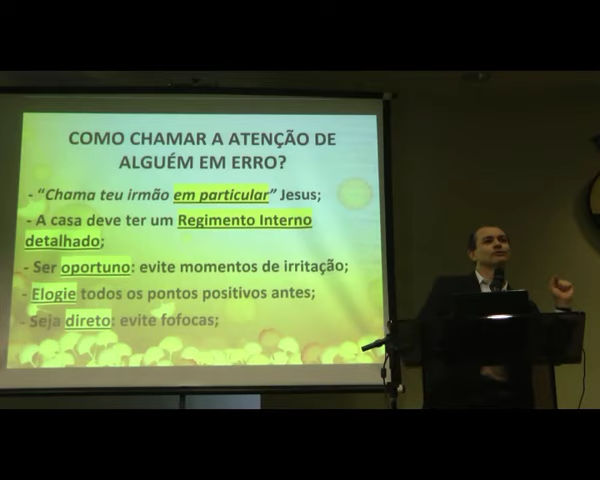 COMO CHAMAR A ATENÇÃO DE
ALGUÉM EM ERRO?
- “Chama teu irmão em particular” Jesus;
- A casa deve ter um Regimento Interno
detalhado;
- Ser oportuno: evite momentos de irritação;
- Elogie todos os pontos positivos antes;
- Seja direto: evite fofocas;